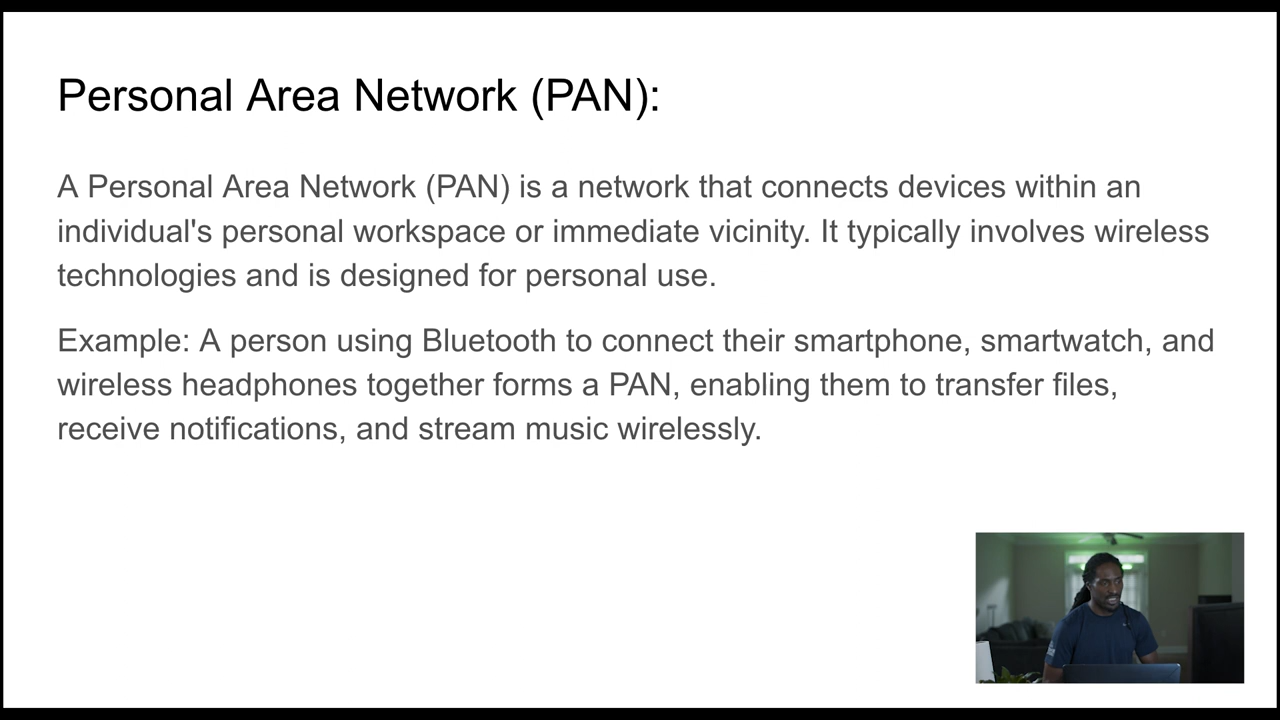 Personal Area Network (PAN):
A Personal Area Network (PAN) is a network that connects devices within an
individual's personal workspace or immediate vicinity. It typically involves wireless
technologies and is designed for personal use.
Example: A person using Bluetooth to connect their smartphone, smartwatch, and
wireless headphones together forms a PAN, enabling them to transfer files,
receive notifications, and stream music wirelessly.